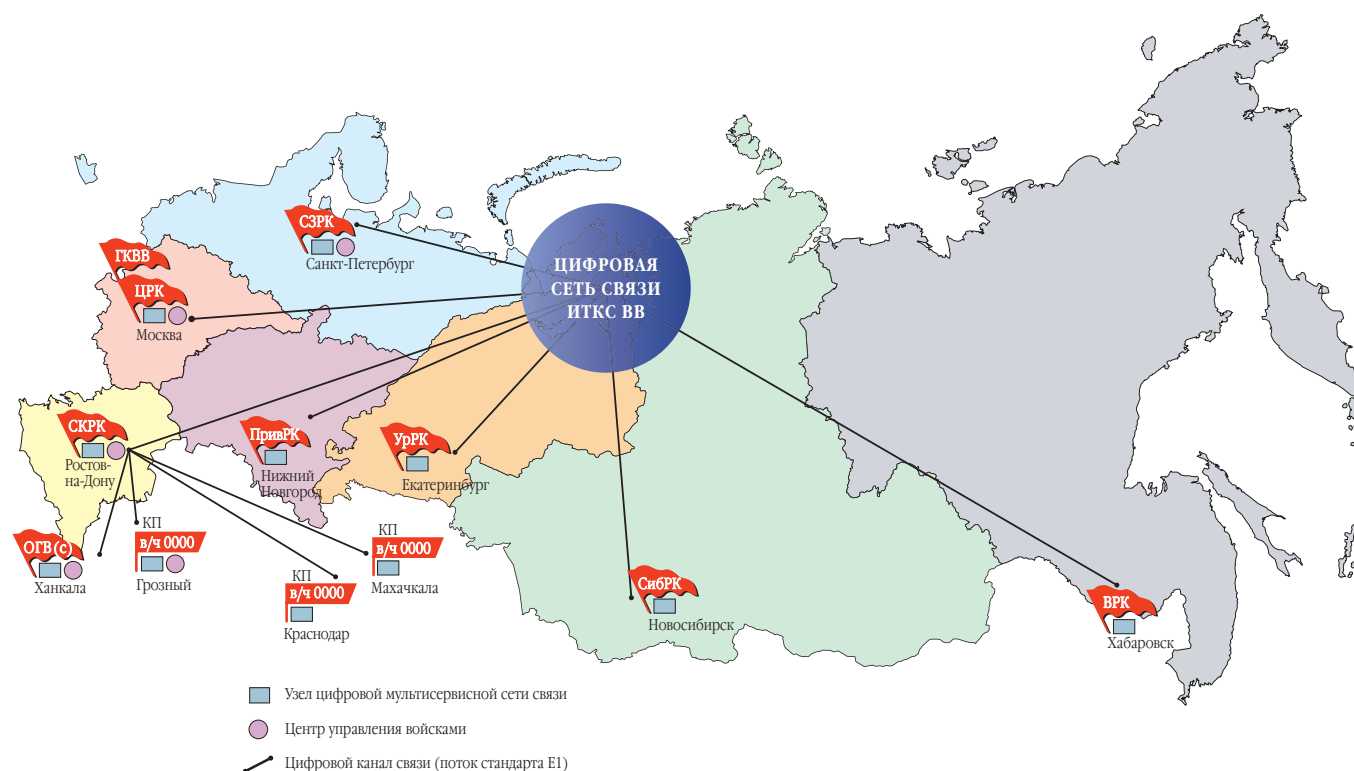 СЗРК
Санкт-Петербург
ГКВВ
ЦРК
Москва
ЦИФРОВАЯ
СЕТЬ СВЯЗИ
ИТКС ВВ
СКРК
Ростов-
на-Дону
ПривРК
Нижний
Новгород
УрРК
Екатеринбург
ОГВ(с)
Ханкала
КП
в/ч 0000
Грозный
КП
в/ч 0000
Махачкала
КП
в/ч 0000
Краснодар
СибРК
Новосибирск
ВРК
Хабаровск
Узел цифровой мультисервисной сети связи
Центр управления войсками
Цифровой канал связи (поток стандарта Е1)